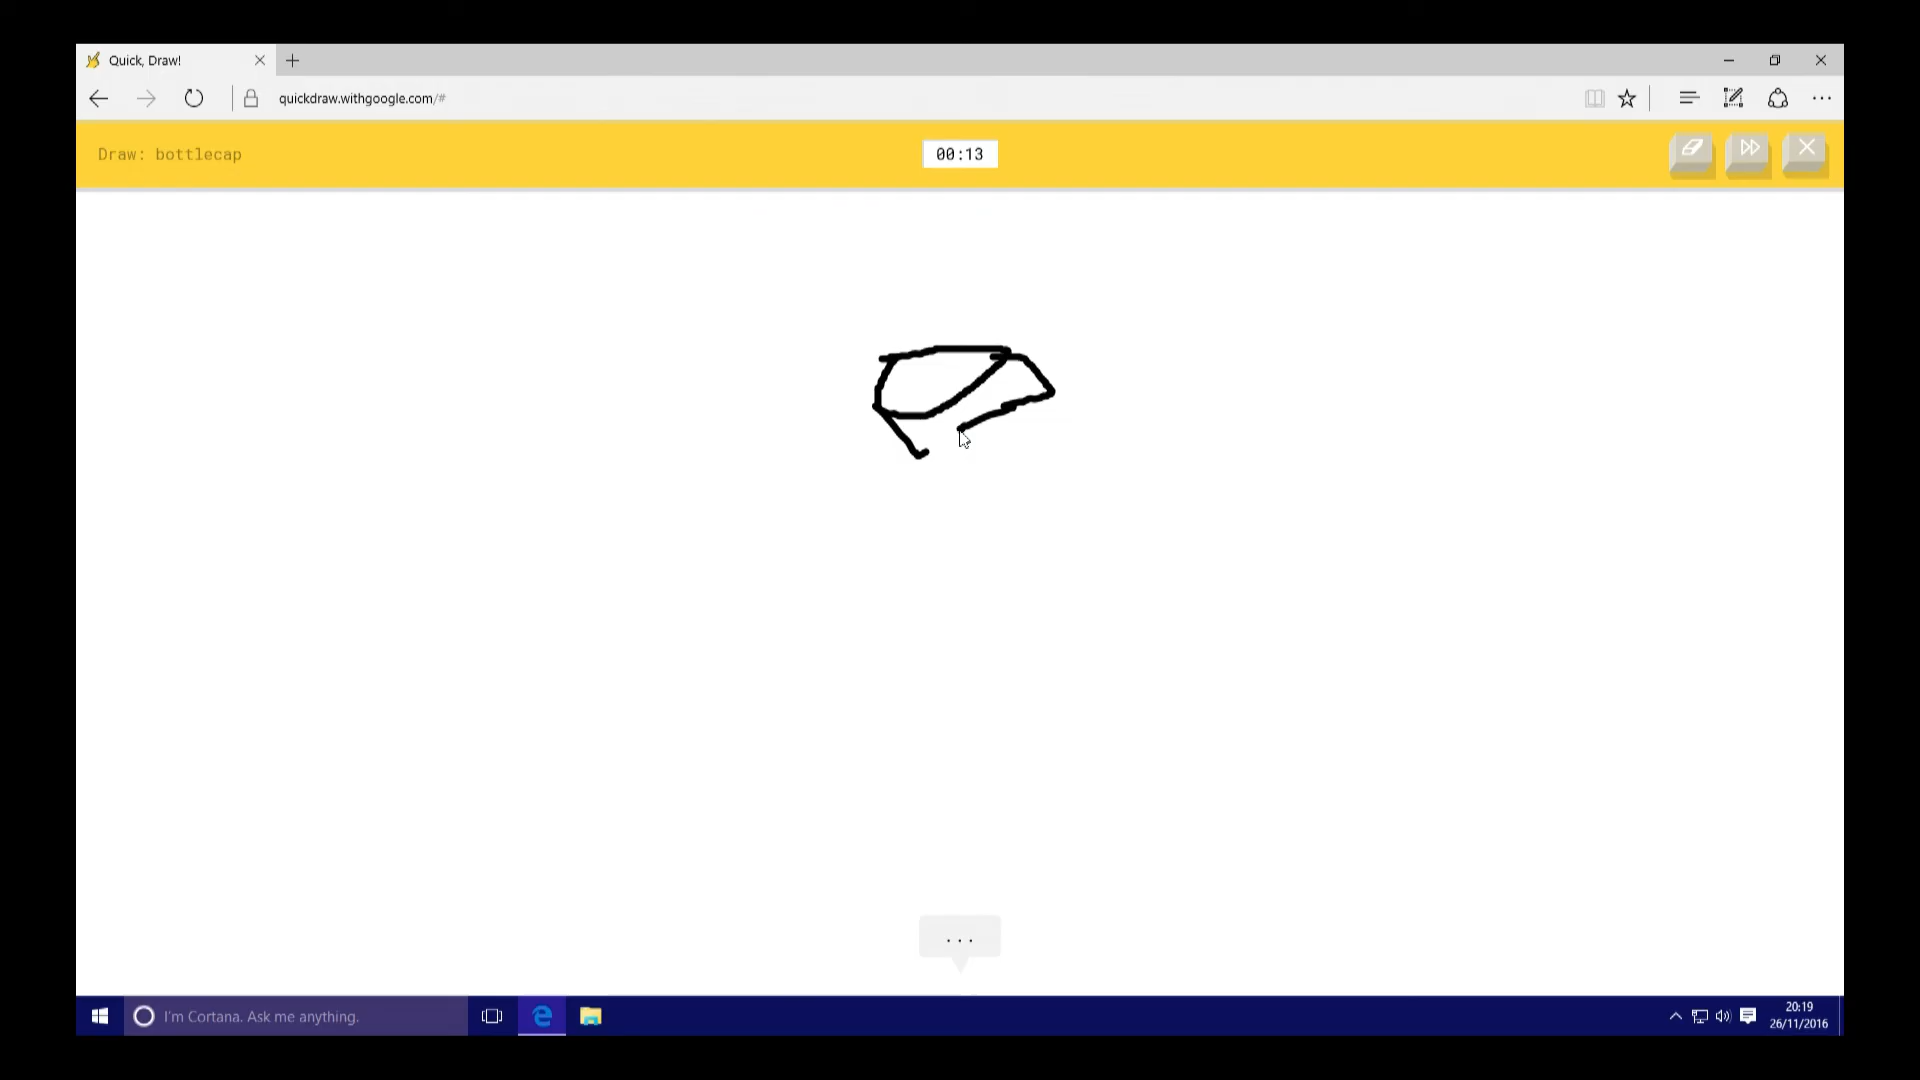 Quick, Draw!
quickdraw.withgoogle.com/#
Draw: bottlecap
00:13
...
I'm Cortana. Ask me anything.
20:19
26/11/2016